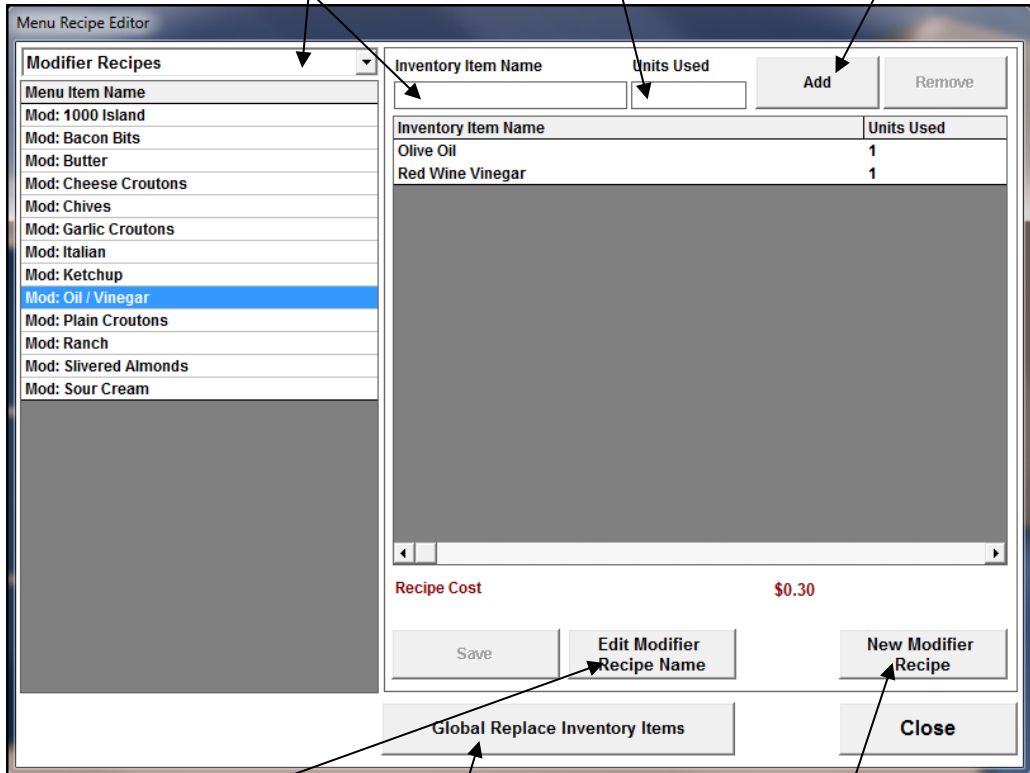 Menu Recipe Editor
Modifier Recipes
Menu Item Name
Mod: 1000 Island
Mod: Bacon Bits
Mod: Butter
Mod: Cheese Croutons
Mod: Chives
Mod: Garlic Croutons
Mod: Italian
Mod: Ketchup
Mod: Oil / Vinegar
Mod: Plain Croutons
Mod: Ranch
Mod: Slivered Almonds
Mod: Sour Cream
Inventory Item Name Units Used
Add Remove
Inventory Item Name Units Used
Olive Oil 1
Red Wine Vinegar 1
Recipe Cost $0.30
Save
Edit Modifier
Recipe Name
New Modifier
Recipe
Global Replace Inventory Items
Close